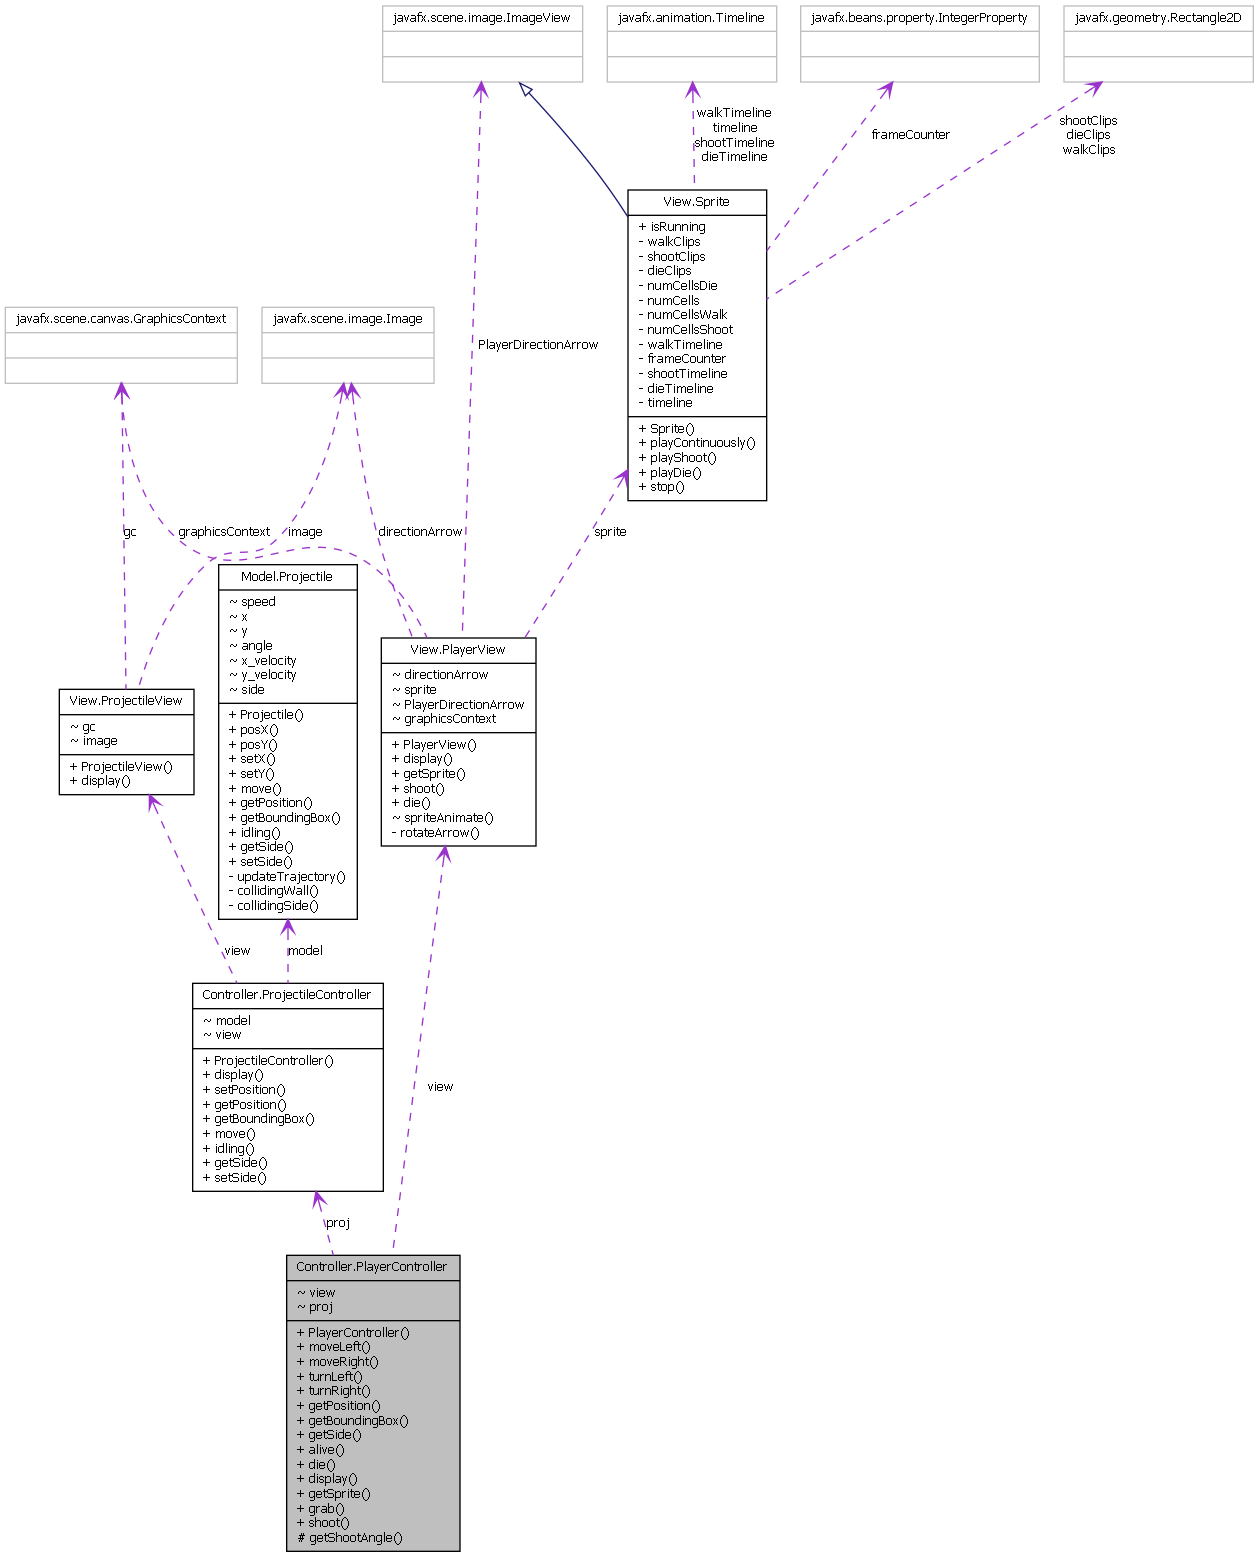 javafx.scene.image.ImageView
javafx.animation.Timeline
javafx.beans.property.IntegerProperty
javafx.geometry.Rectangle2D
walkTimeline
timeline
shootTimeline
dieTimeline
frameCounter
shootClips
dieClips
walkClips
View.Sprite
+ isRunning
- walkClips
- shootClips
- dieClips
- numCellsDie
- numCells
- numCellsWalk
- numCellsShoot
- walkTimeline
- frameCounter
- shootTimeline
- dieTimeline
- timeline
+ Sprite()
+ playContinuously()
+ playShoot()
+ playDie()
+ stop()
javafx.scene.canvas.GraphicsContext
javafx.scene.image.Image
PlayerDirectionArrow
gc
graphicsContext
image
directionArrow
sprite
Model.Projectile
~ speed
~ x
~ y
~ angle
~ x_velocity
~ y_velocity
~ side
+ Projectile()
+ posX()
+ posY()
+ setX()
+ setY()
+ move()
+ getPosition()
+ getBoundingBox()
+ idling()
+ getSide()
+ setSide()
- updateTrajectory()
- collidingWall()
- collidingSide()
View.PlayerView
~ directionArrow
~ sprite
~ PlayerDirectionArrow
~ graphicsContext
+ PlayerView()
+ display()
+ getSprite()
+ shoot()
+ die()
~ spriteAnimate()
- rotateArrow()
View.ProjectileView
~ gc
~ image
+ ProjectileView()
+ display()
view
model
Controller.ProjectileController
~ model
~ view
+ ProjectileController()
+ display()
+ setPosition()
+ getPosition()
+ getBoundingBox()
+ move()
+ idling()
+ getSide()
+ setSide()
view
proj
Controller.PlayerController
~ view
~ proj
+ PlayerController()
+ moveLeft()
+ moveRight()
+ turnLeft()
+ turnRight()
+ getPosition()
+ getBoundingBox()
+ getSide()
+ alive()
+ die()
+ display()
+ getSprite()
+ grab()
+ shoot()
# getShootAngle()